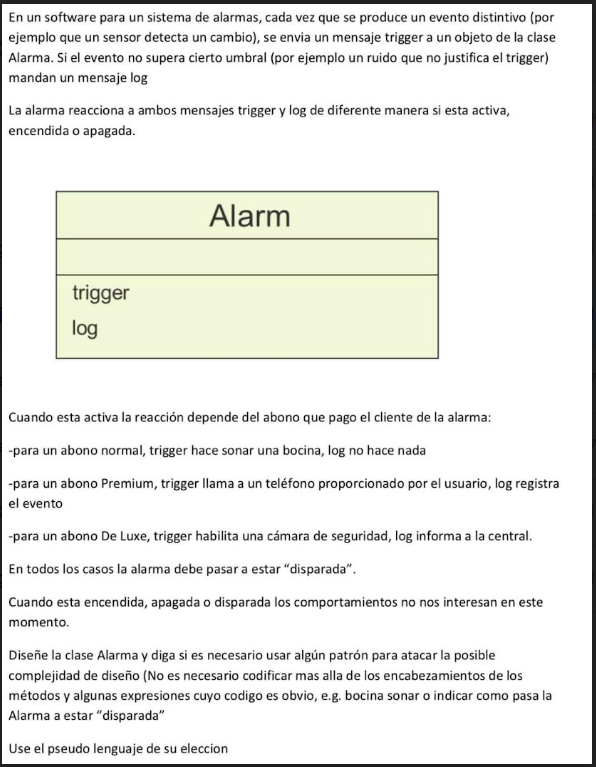 En un software para un sistema de alarmas, cada vez que se produce un evento distintivo (por
ejemplo que un sensor detecta un cambio), se envia un mensaje trigger a un objeto de la clase
Alarma. Si el evento no supera cierto umbral (por ejemplo un ruido que no justifica el trigger)
mandan un mensaje log
La alarma reacciona a ambos mensajes trigger y log de diferente manera si esta activa,
encendida o apagada.
Alarm
trigger
log
Cuando esta activa la reacción depende del abono que pago el cliente de la alarma:
-para un abono normal, trigger hace sonar una bocina, log no hace nada
-para un abono Premium, trigger llama a un teléfono proporcionado por el usuario, log registra
el evento
-para un abono De Luxe, trigger habilita una cámara de seguridad, log informa a la central.
En todos los casos la alarma debe pasar a estar “disparada”.
Cuando esta encendida, apagada o disparada los comportamientos no nos interesan en este
momento.
Diseñe la clase Alarma y diga si es necesario usar algún patrón para atacar la posible
complejidad de diseño (No es necesario codificar mas alla de los encabezamientos de los
métodos y algunas expresiones cuyo codigo es obvio, e.g. bocina sonar o indicar como pasa la
Alarma a estar “disparada”
Use el pseudo lenguaje de su eleccion